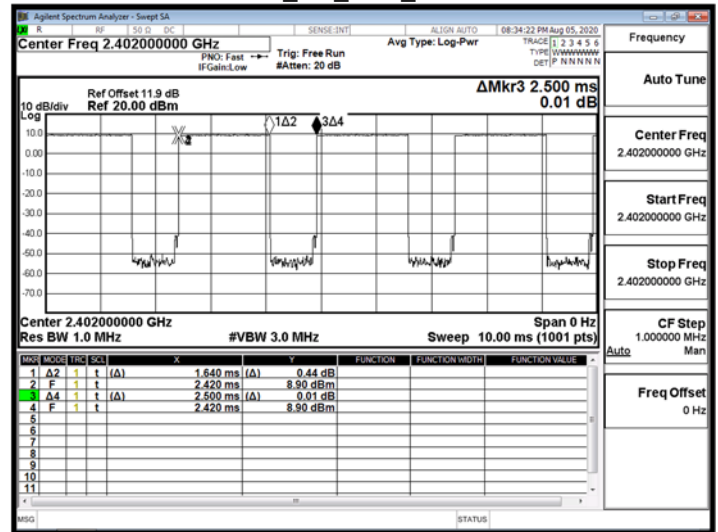 Agilent Spectrum Analyzer - Swept SA
R RF 50 Ω DC SENSE:INT ALIGN AUTO 08:34:22 PM Aug 05, 2020
Center Freq 2.402000000 GHz
PNO: Fast
IFGain:Low
Trig: Free Run
#Atten: 20 dB
Avg Type: Log-Pwr
TRACE 1 2 3 4 5 6
TYPE WWWWWW
DET P N N N N N
Frequency
Auto Tune
Center Freq
2.402000000 GHz
Start Freq
2.402000000 GHz
Stop Freq
2.402000000 GHz
CF Step
1.000000 MHz
Auto Man
Freq Offset
0 Hz
ΔMkr3 2.500 ms
0.01 dB
Ref Offset 11.9 dB
10 dB/div Ref 20.00 dBm
Log
1Δ2 3Δ4
10.0
0.00
-10.0
-20.0
-30.0
-40.0
-50.0
-60.0
-70.0
Center 2.402000000 GHz Span 0 Hz
Res BW 1.0 MHz #VBW 3.0 MHz Sweep 10.00 ms (1001 pts)
MKR MODE TRC SCL X Y FUNCTION FUNCTION WIDTH FUNCTION VALUE
1 Δ2 1 t (Δ) 1.640 ms (Δ) 0.44 dB
2 F 1 t 2.420 ms 8.90 dBm
3 Δ4 1 t (Δ) 2.500 ms (Δ) 0.01 dB
4 F 1 t 2.420 ms 8.90 dBm
5
6
7
8
9
10
11
MSG STATUS